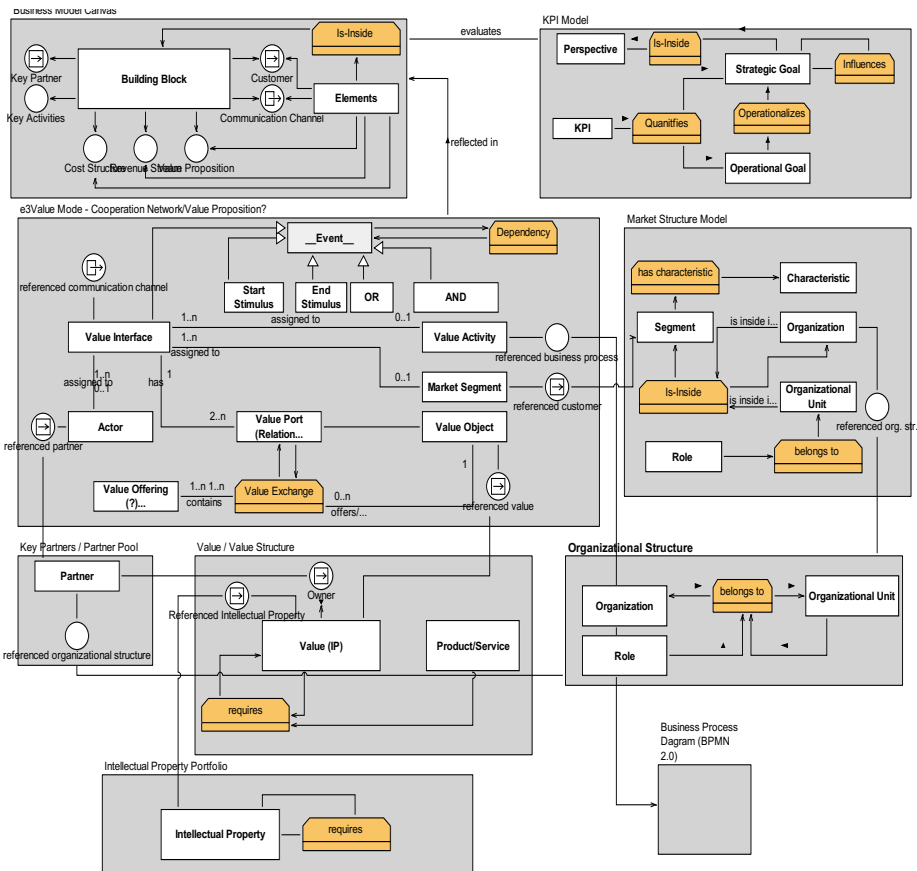 Business Model Canvas
Is-Inside
Key Partner
Building Block
Customer
Key Activities
Communication Channel
Elements
Cost Structure
Revenue Stream
Value Proposition
evaluates
reflected in
KPI Model
Perspective
Is-Inside
Strategic Goal
Influences
KPI
Quanitfies
Operationalizes
Operational Goal
e3Value Mode - Cooperation Network/Value Proposition?
__Event__
Dependency
referenced communication channel
Start
Stimulus
End
Stimulus
OR
AND
1..n
assigned to
0..1
Value Interface
1..n
assigned to
Value Activity
referenced business process
1..n
assigned to
0..1
has
1
0..1
Market Segment
referenced customer
referenced partner
Actor
2..n
Value Port
(Relation...
Value Object
1
Value Offering
(?)...
1..n 1..n
contains
Value Exchange
0..n
offers/...
referenced value
Market Structure Model
has characteristic
Characteristic
Segment
is inside i...
Organization
Is-Inside
is inside i...
Organizational
Unit
referenced org. str.
Role
belongs to
Key Partners / Partner Pool
Partner
referenced organizational structure
Value / Value Structure
Owner
Referenced Intellectual Property
Value (IP)
Product/Service
requires
Organizational Structure
Organization
belongs to
Organizational Unit
Role
Business Process
Dagram (BPMN
2.0)
Intellectual Property Portfolio
Intellectual Property
requires